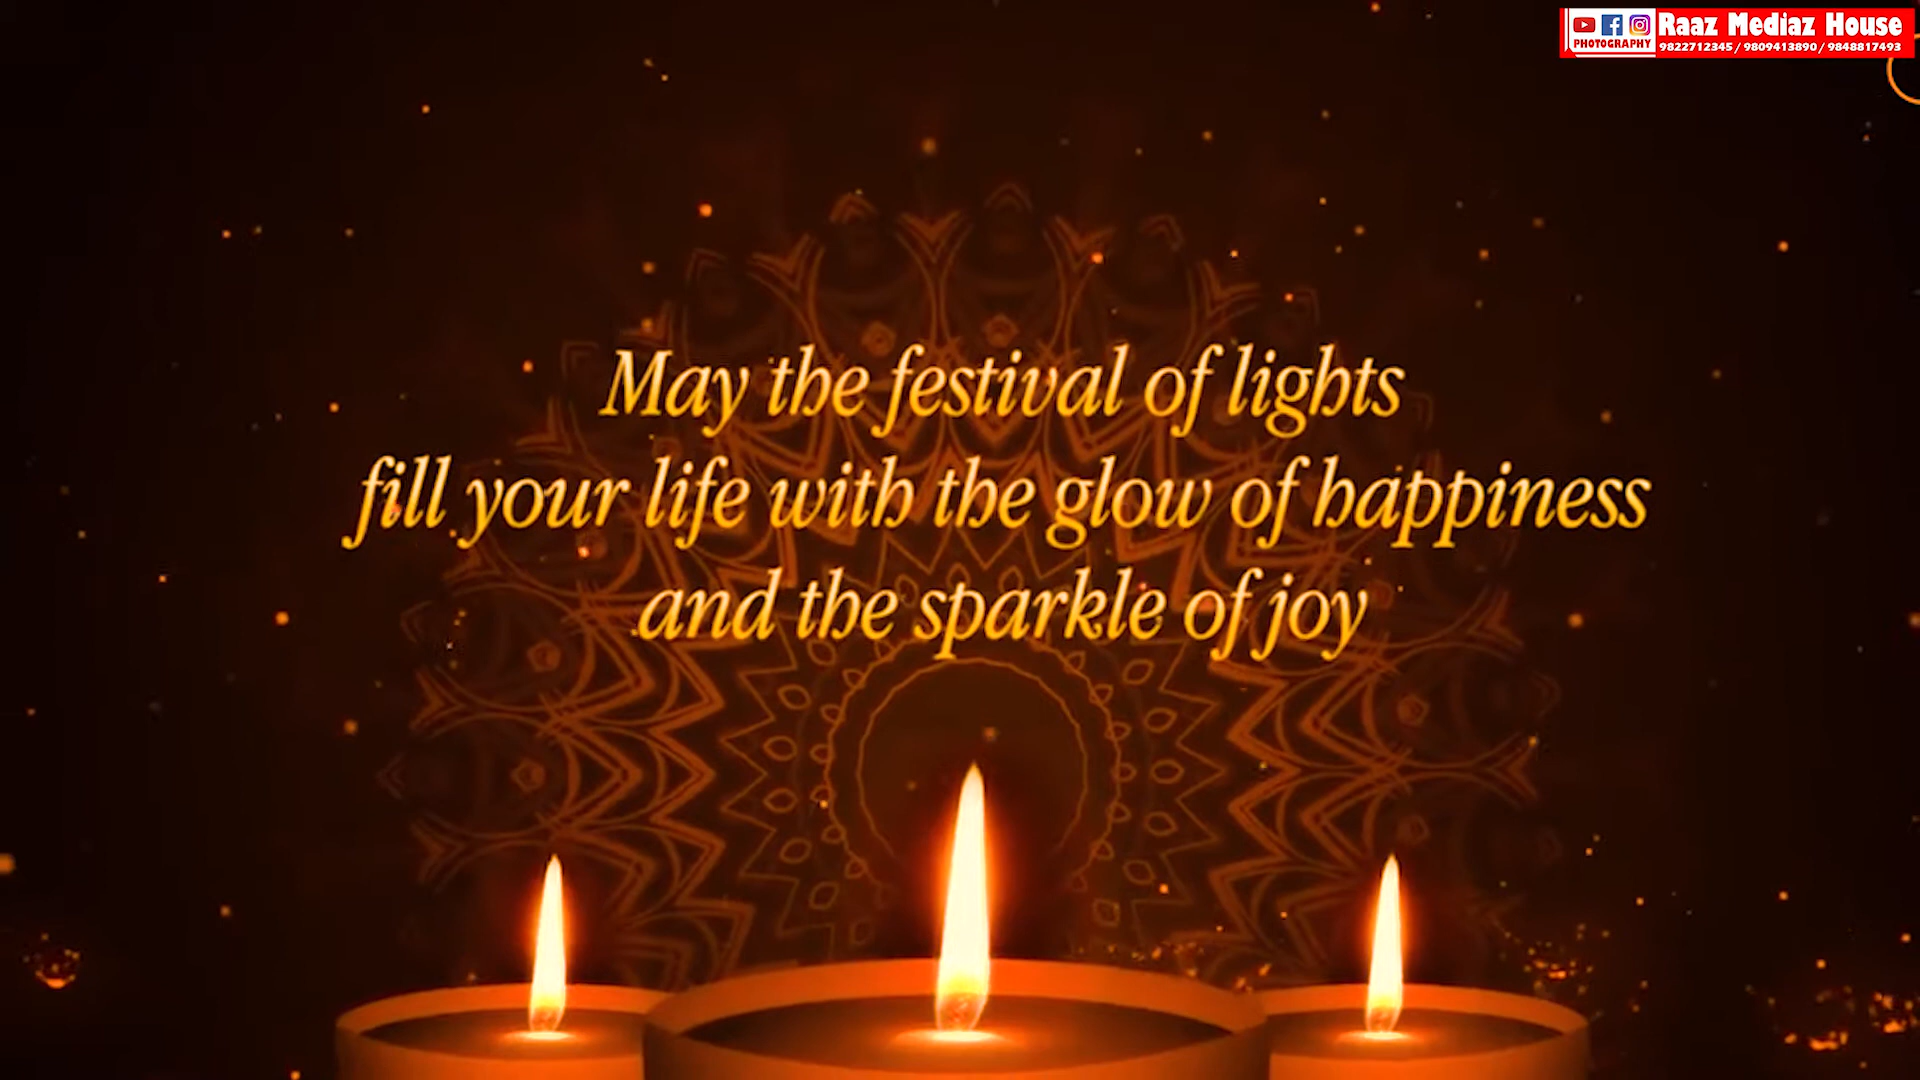 Raaz Mediaz House
PHOTOGRAPHY
9822712345 / 9809413890 / 9848817493
May the festival of lights
fill your life with the glow of happiness
and the sparkle of joy